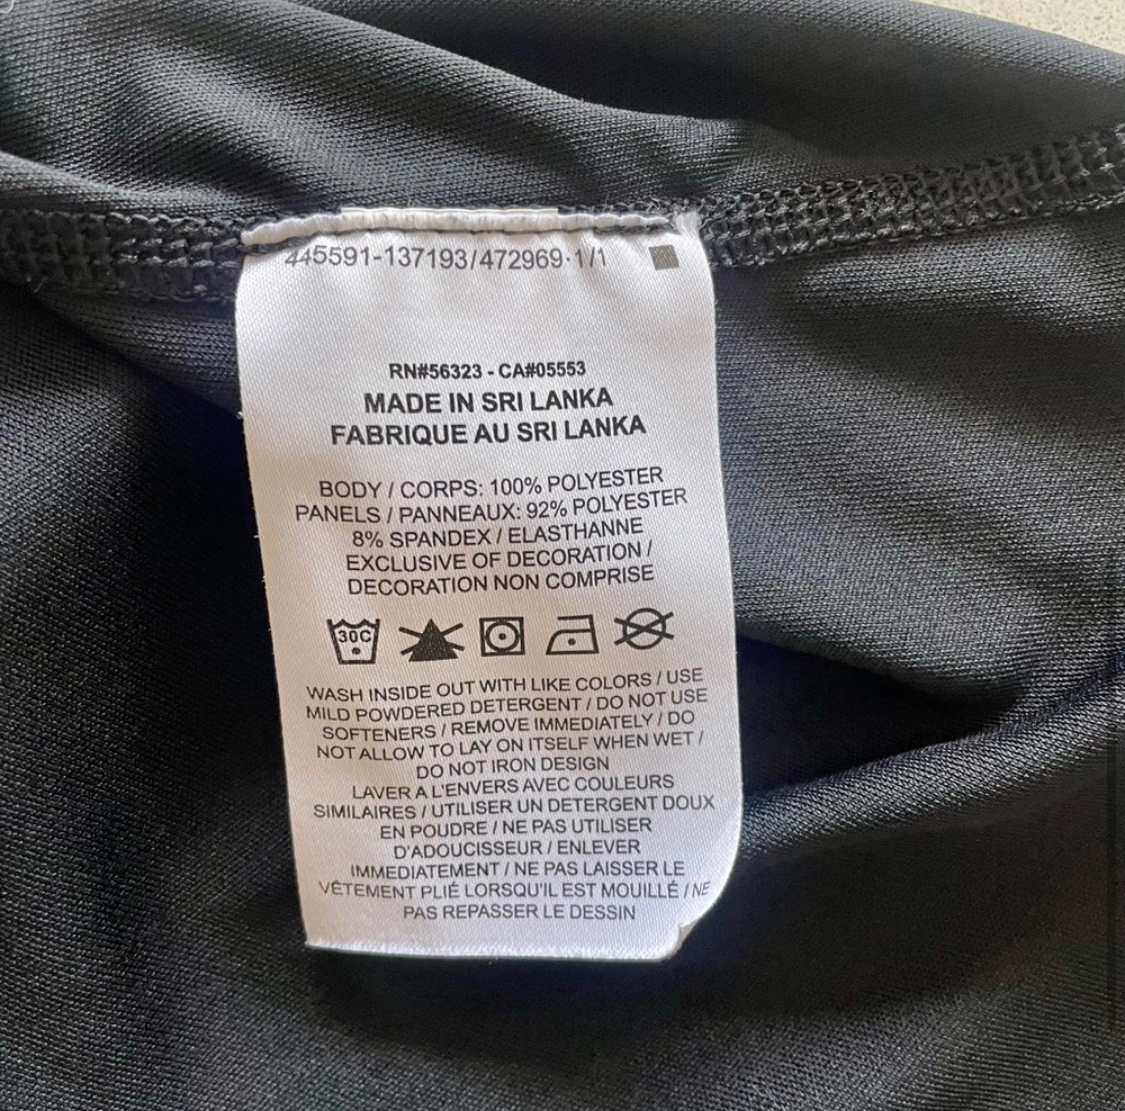 445591-137193/472969·1/1
RN#56323 - CA#05553
MADE IN SRI LANKA
FABRIQUE AU SRI LANKA
BODY / CORPS: 100% POLYESTER
PANELS / PANNEAUX: 92% POLYESTER
8% SPANDEX / ELASTHANNE
EXCLUSIVE OF DECORATION /
DECORATION NON COMPRISE
30C
WASH INSIDE OUT WITH LIKE COLORS / USE
MILD POWDERED DETERGENT / DO NOT USE
SOFTENERS / REMOVE IMMEDIATELY / DO
NOT ALLOW TO LAY ON ITSELF WHEN WET /
DO NOT IRON DESIGN
LAVER A L'ENVERS AVEC COULEURS
SIMILAIRES / UTILISER UN DETERGENT DOUX
EN POUDRE / NE PAS UTILISER
D'ADOUCISSEUR / ENLEVER
IMMEDIATEMENT / NE PAS LAISSER LE
VÊTEMENT PLIÉ LORSQU'IL EST MOUILLÉ / NE
PAS REPASSER LE DESSIN